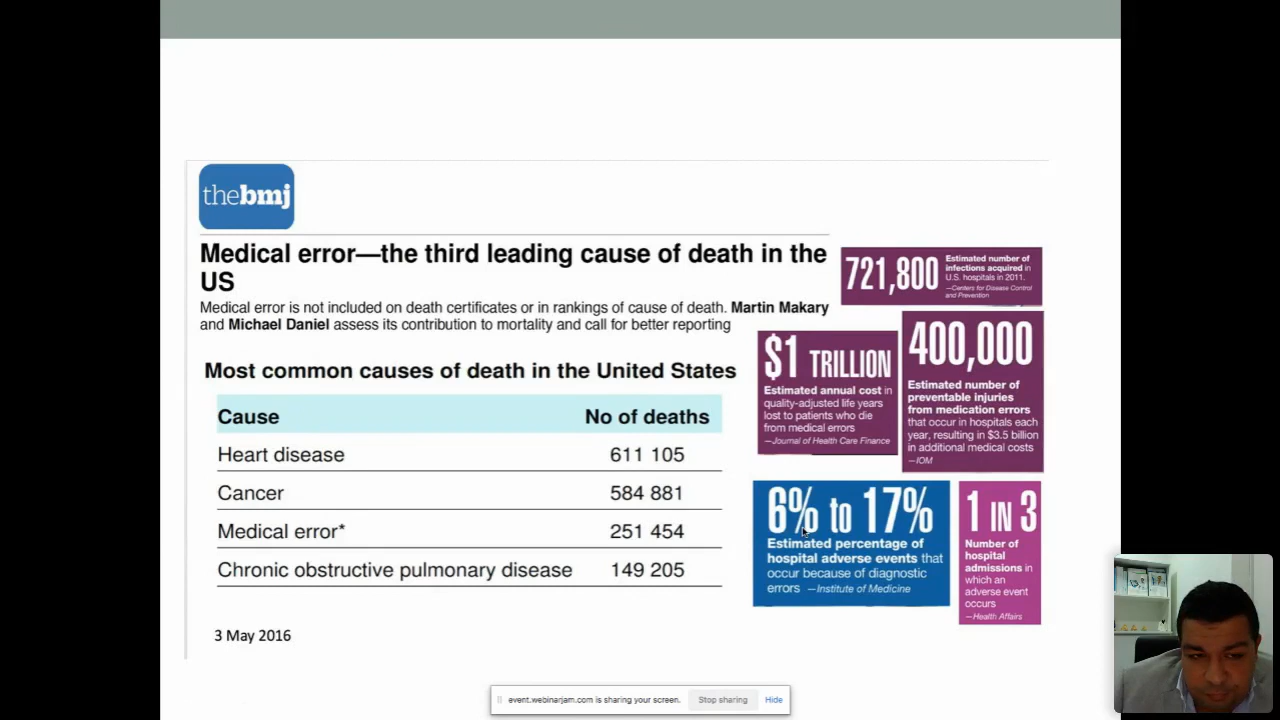 thebmj
Medical error—the third leading cause of death in the
US
Medical error is not included on death certificates or in rankings of cause of death. Martin Makary
and Michael Daniel assess its contribution to mortality and call for better reporting
Most common causes of death in the United States
Cause No of deaths
Heart disease 611 105
Cancer 584 881
Medical error* 251 454
Chronic obstructive pulmonary disease 149 205
3 May 2016
721,800
Estimated number of
infections acquired in
U.S. hospitals in 2011.
—Centers for Disease Control
and Prevention
$1 TRILLION
Estimated annual cost in
quality-adjusted life years
lost to patients who die
from medical errors
—Journal of Health Care Finance
400,000
Estimated number of
preventable injuries
from medication errors
that occur in hospitals each
year, resulting in $3.5 billion
in additional medical costs
—IOM
6% to 17%
Estimated percentage of
hospital adverse events that
occur because of diagnostic
errors —Institute of Medicine
1 IN 3
Number of
hospital
admissions in
which an
adverse event
occurs
—Health Affairs
event.webinarjam.com is sharing your screen. Stop sharing Hide